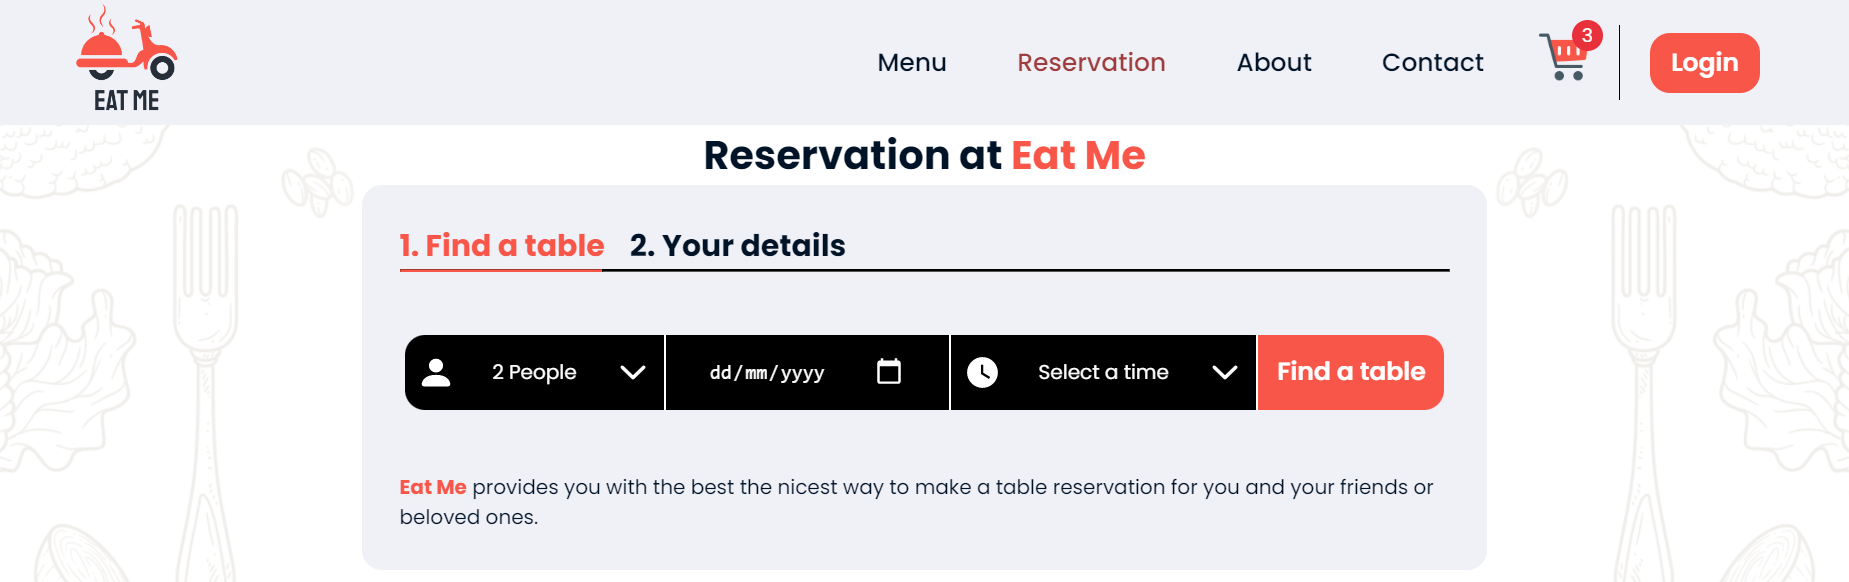 EAT ME
Menu Reservation About Contact 3 Login
Reservation at Eat Me
1. Find a table 2. Your details
2 People dd/mm/yyyy Select a time Find a table
Eat Me provides you with the best the nicest way to make a table reservation for you and your friends or
beloved ones.